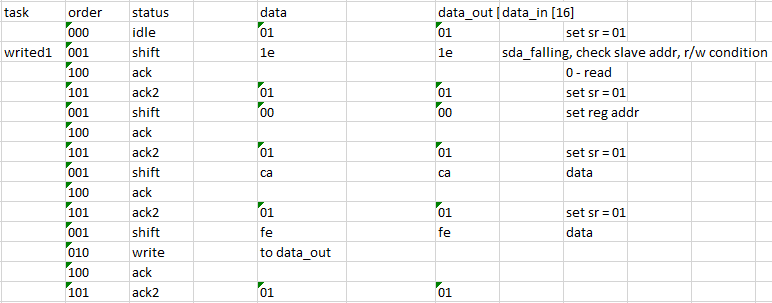 task order status data data_out [ data_in [16]
000 idle 01 01 set sr = 01
writed1 001 shift 1e 1e sda_falling, check slave addr, r/w condition
100 ack 0 - read
101 ack2 01 01 set sr = 01
001 shift 00 00 set reg addr
100 ack
101 ack2 01 01 set sr = 01
001 shift ca ca data
100 ack
101 ack2 01 01 set sr = 01
001 shift fe fe data
010 write to data_out
100 ack
101 ack2 01 01